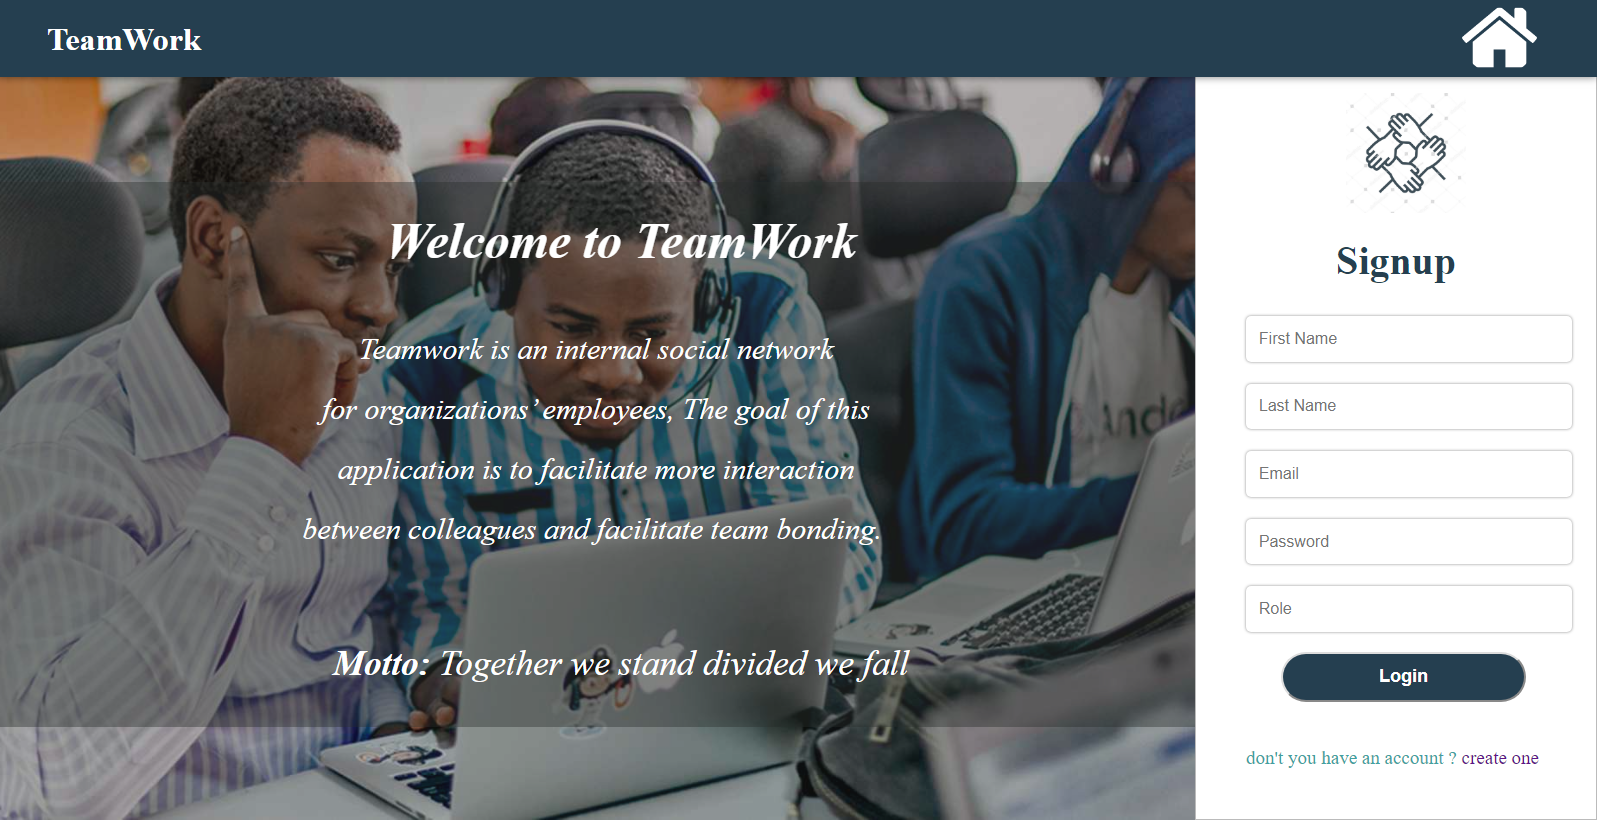 TeamWork
Welcome to TeamWork
Teamwork is an internal social network
for organizations’ employees, The goal of this
application is to facilitate more interaction
between colleagues and facilitate team bonding.
Motto: Together we stand divided we fall
Signup
First Name
Last Name
Email
Password
Role
Login
don't you have an account ? create one